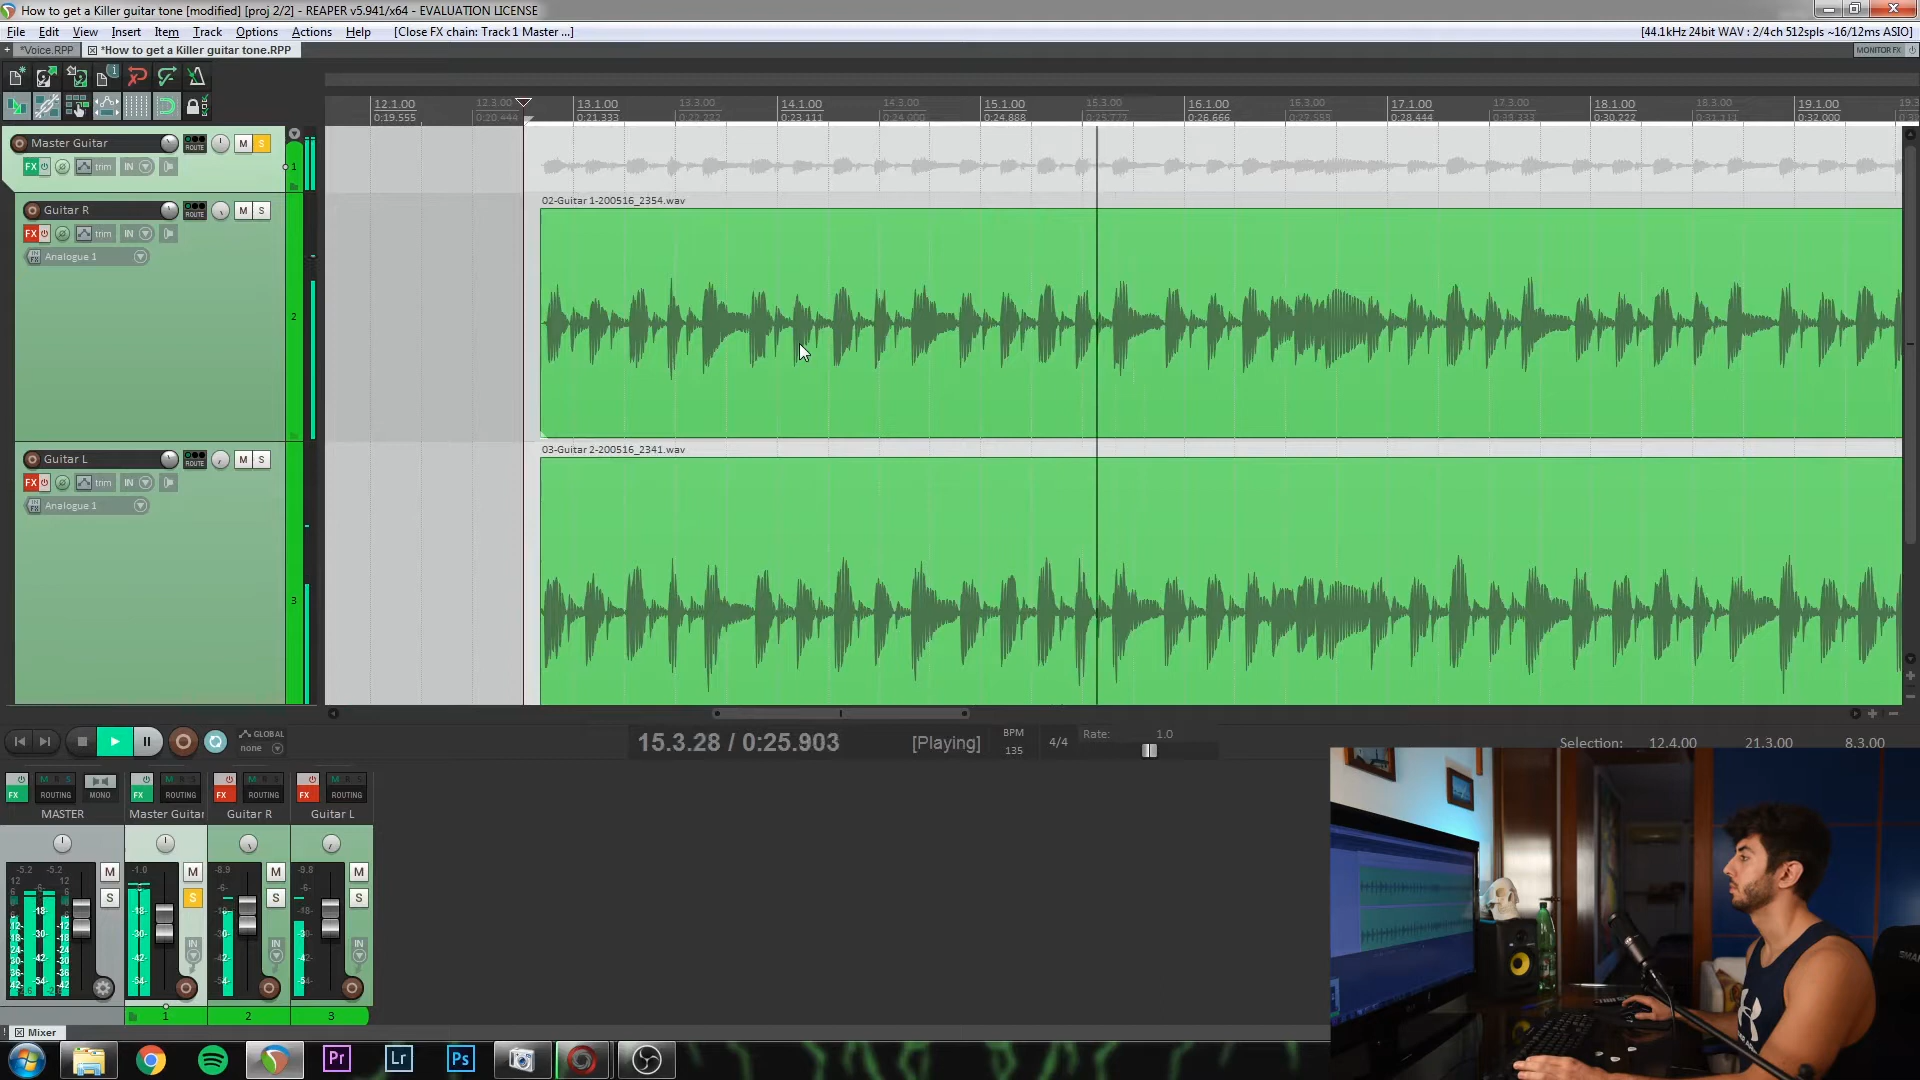 How to get a Killer guitar tone [modified] [proj 2/2] - REAPER v5.941/x64 - EVALUATION LICENSE
File Edit View Insert Item Track Options Actions Help [Close FX chain: Track 1 Master ...] [44.1kHz 24bit WAV : 2/4ch 512spls ~16/12ms ASIO]
+ *Voice.RPP *How to get a Killer guitar tone.RPP MONITOR FX
12.1.00 12.3.00 13.1.00 13.3.00 14.1.00 14.3.00 15.1.00 15.3.00 16.1.00 16.3.00 17.1.00 17.3.00 18.1.00 18.3.00 19.1.00
0:19.555 0:20.444 0:21.333 0:22.222 0:23.111 0:24.000 0:24.888 0:25.777 0:26.666 0:27.555 0:28.444 0:29.333 0:30.222 0:31.111 0:32.000
Master Guitar ROUTE M S
FX trim IN 1
02-Guitar 1-200516_2354.wav
Guitar R ROUTE M S
FX trim IN
IN FX Analogue 1
2
03-Guitar 2-200516_2341.wav
Guitar L ROUTE M S
FX trim IN
IN FX Analogue 1
3
GLOBAL
none
15.3.28 / 0:25.903 [Playing]
BPM
135
4/4
Rate: 1.0
Selection: 12.4.00 21.3.00 8.3.00
FX M R S ROUTING MONO FX M R S ROUTING FX M R S ROUTING FX M R S ROUTING
MASTER Master Guitar Guitar R Guitar L
-5.2 -5.2 M -1.0 M -8.9 M -9.8 M
S S S S
IN IN IN
1 2 3
Mixer
Pr Lr Ps